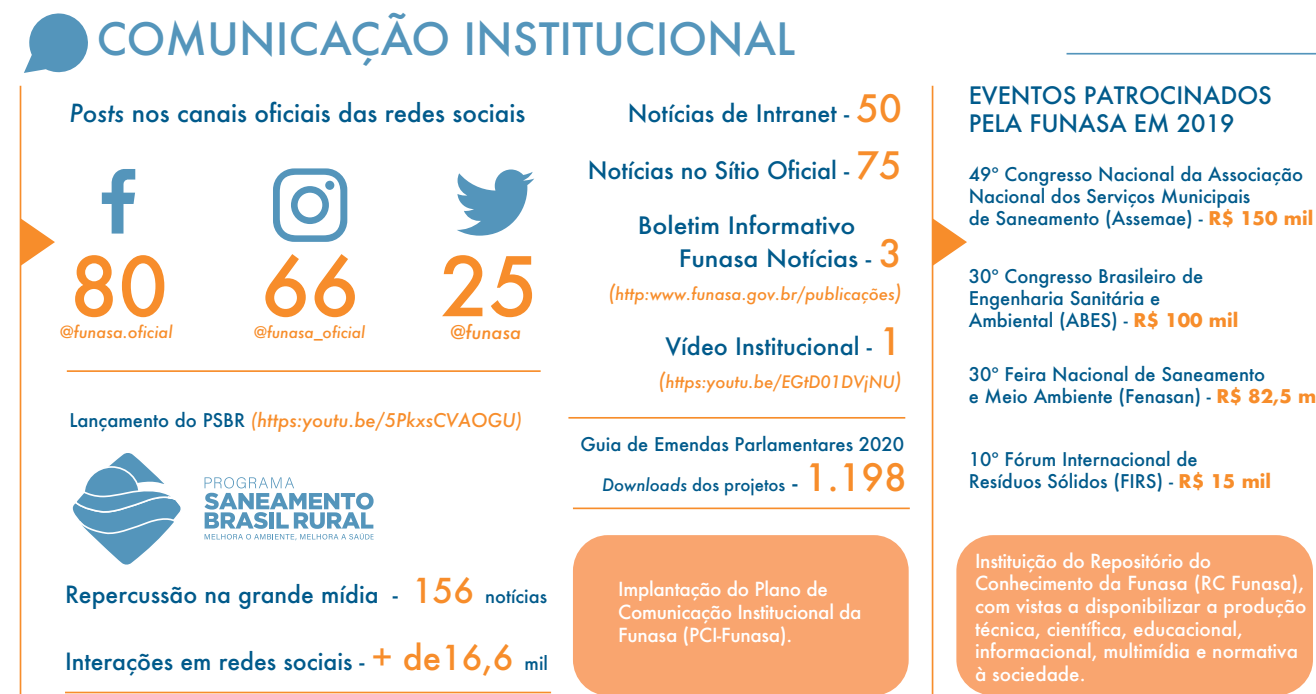 COMUNICAÇÃO INSTITUCIONAL
Posts nos canais oficiais das redes sociais
80
@funasa.oficial
66
@funasa_oficial
25
@funasa
Lançamento do PSBR (https:youtu.be/5PkxsCVAOGU)
PROGRAMA
SANEAMENTO
BRASIL RURAL
MELHORA O AMBIENTE, MELHORA A SAÚDE
Repercussão na grande mídia - 156 notícias
Interações em redes sociais - + de16,6 mil
Notícias de Intranet - 50
Notícias no Sítio Oficial - 75
Boletim Informativo
Funasa Notícias - 3
(http:www.funasa.gov.br/publicações)
Vídeo Institucional - 1
(https:youtu.be/EGtD01DVjNU)
Guia de Emendas Parlamentares 2020
Downloads dos projetos - 1.198
Implantação do Plano de
Comunicação Institucional da
Funasa (PCI-Funasa).
EVENTOS PATROCINADOS
PELA FUNASA EM 2019
49º Congresso Nacional da Associação
Nacional dos Serviços Municipais
de Saneamento (Assemae) - R$ 150 mil
30º Congresso Brasileiro de
Engenharia Sanitária e
Ambiental (ABES) - R$ 100 mil
30º Feira Nacional de Saneamento
e Meio Ambiente (Fenasan) - R$ 82,5 m
10º Fórum Internacional de
Resíduos Sólidos (FIRS) - R$ 15 mil
Instituição do Repositório do
Conhecimento da Funasa (RC Funasa),
com vistas a disponibilizar a produção
técnica, científica, educacional,
informacional, multimídia e normativa
à sociedade.